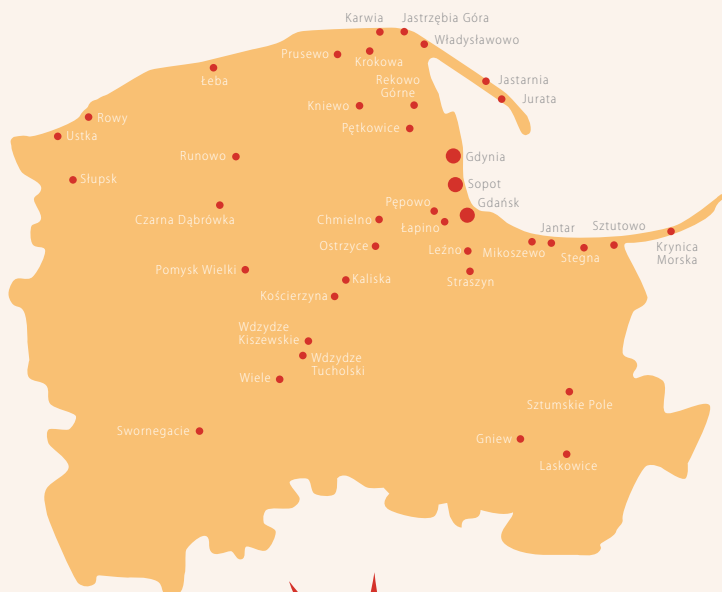 Karwia
Jastrzębia Góra
Władysławowo
Prusewo
Krokowa
Łeba
Rekowo
Górne
Jastarnia
Jurata
Kniewo
Rowy
Ustka
Pętkowice
Runowo
Gdynia
Słupsk
Sopot
Pępowo
Gdańsk
Czarna Dąbrówka
Chmielno
Łapino
Jantar
Sztutowo
Ostrzyce
Leźno
Mikoszewo
Stegna
Krynica
Morska
Pomysk Wielki
Kaliska
Straszyn
Kościerzyna
Wdzydze
Kiszewskie
Wdzydze
Tucholski
Wiele
Sztumskie Pole
Swornegacie
Gniew
Laskowice